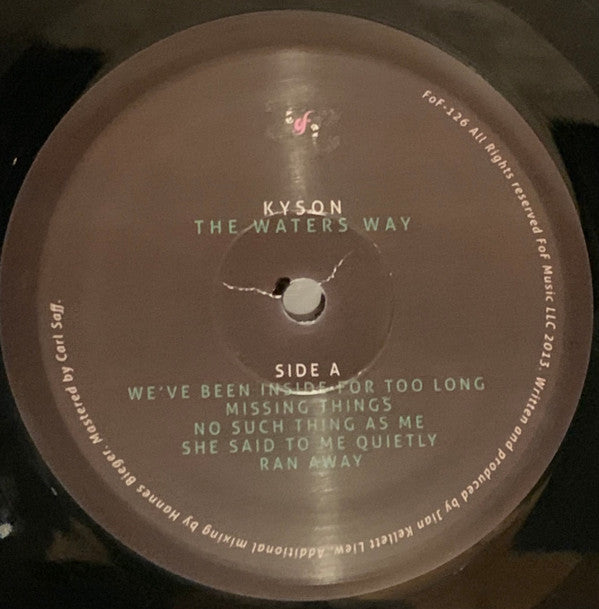 KYSON
THE WATERS WAY
SIDE A
WE'VE BEEN INSIDE FOR TOO LONG
MISSING THINGS
NO SUCH THING AS ME
SHE SAID TO ME QUIETLY
RAN AWAY
FoF-126 All Rights reserved FoF Music LLC 2013. Written and produced by Jian Kellett Liew. Additional mixing by Hannes Bieger. Mastered by Carl Saff.